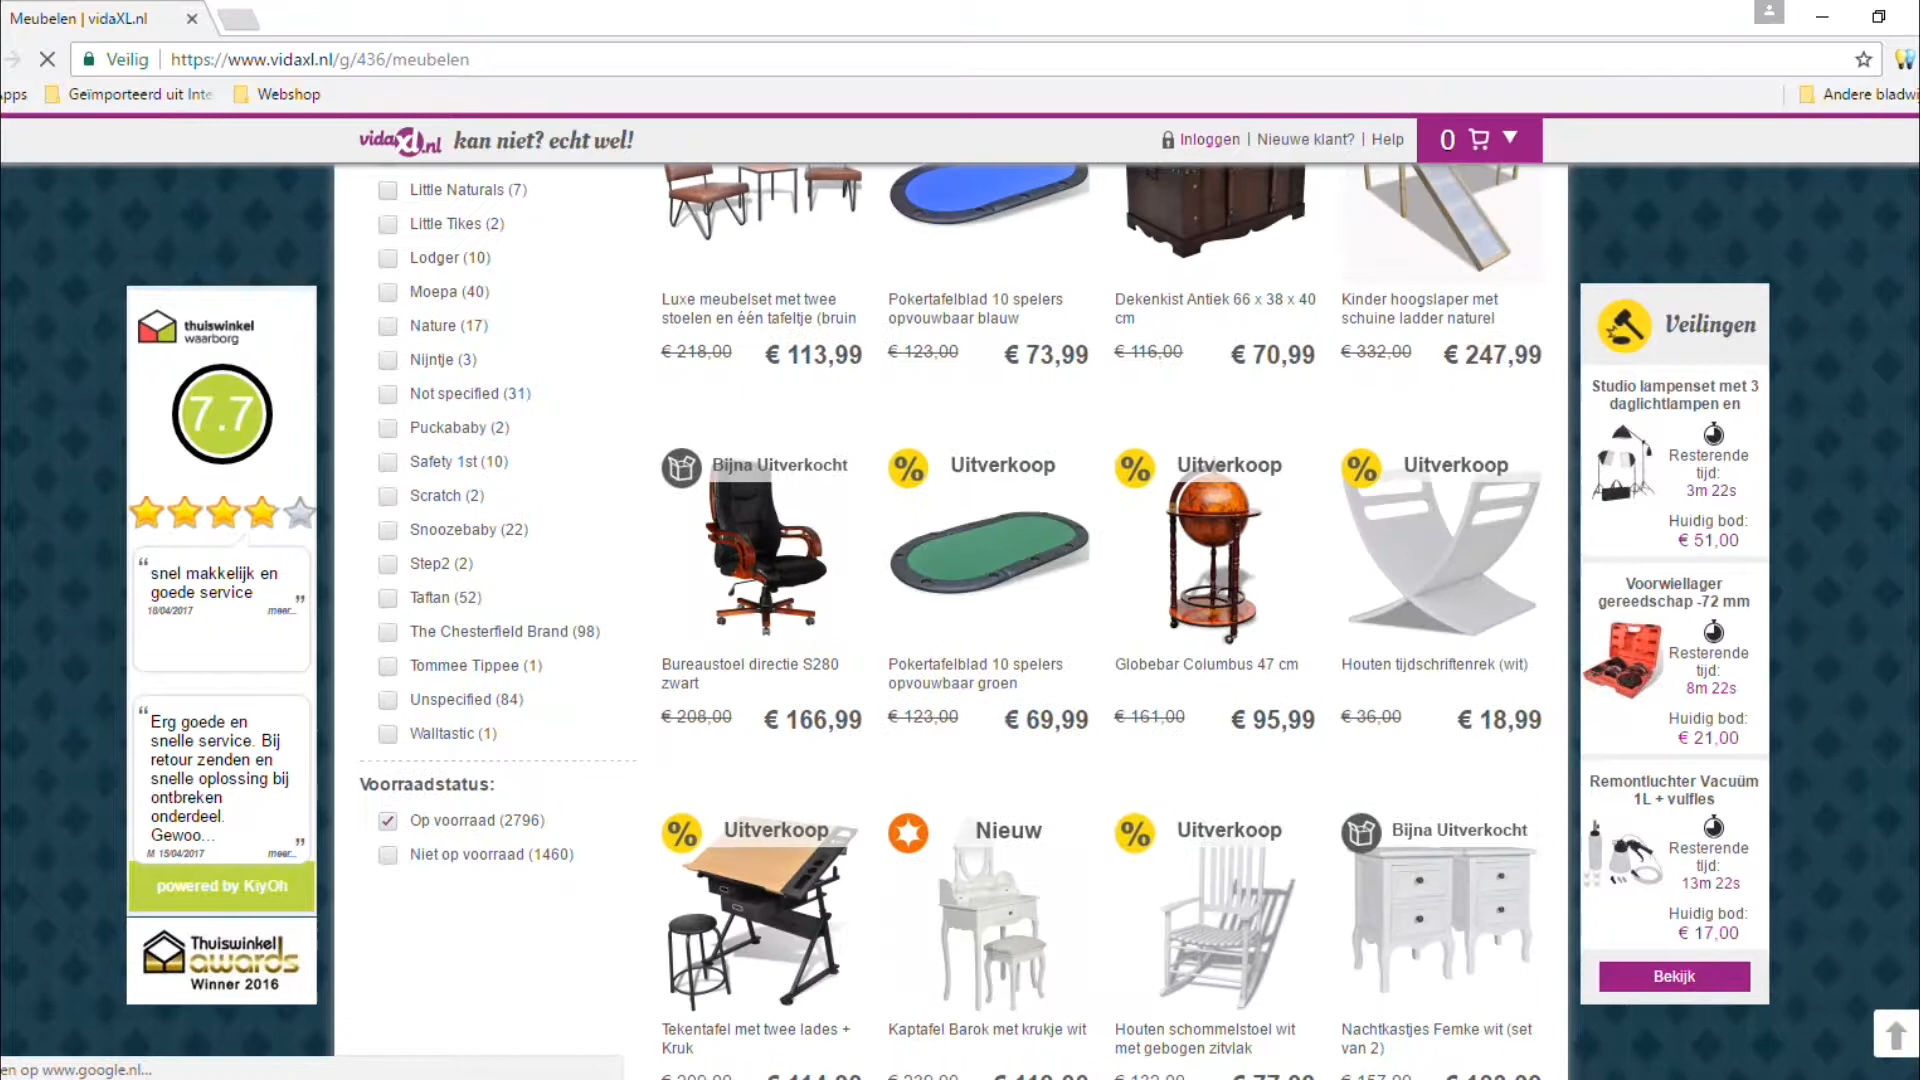 Meubelen | vidaXL.nl
Veilig
https://www.vidaxl.nl/g/436/meubelen
pps
Geïmporteerd uit Inte
Webshop
Andere bladwi
vidaXL.nl kan niet? echt wel!
Inloggen | Nieuwe klant? | Help
0
thuiswinkel
waarborg
7.7
“ snel makkelijk en
goede service ”
18/04/2017 meer...
“ Erg goede en
snelle service. Bij
retour zenden en
snelle oplossing bij
ontbreken
onderdeel.
Gewoo... ”
M 15/04/2017 meer...
powered by KiyOh
Thuiswinkel
awards
Winner 2016
Little Naturals (7)
Little Tikes (2)
Lodger (10)
Moepa (40)
Nature (17)
Nijntje (3)
Not specified (31)
Puckababy (2)
Safety 1st (10)
Scratch (2)
Snoozebaby (22)
Step2 (2)
Taftan (52)
The Chesterfield Brand (98)
Tommee Tippee (1)
Unspecified (84)
Walltastic (1)
Voorraadstatus:
Op voorraad (2796)
Niet op voorraad (1460)
Luxe meubelset met twee
stoelen en één tafeltje (bruin
€ 218,00 € 113,99
Pokertafelblad 10 spelers
opvouwbaar blauw
€ 123,00 € 73,99
Dekenkist Antiek 66 x 38 x 40
cm
€ 116,00 € 70,99
Kinder hoogslaper met
schuine ladder naturel
€ 332,00 € 247,99
Bijna Uitverkocht
Bureaustoel directie S280
zwart
€ 208,00 € 166,99
% Uitverkoop
Pokertafelblad 10 spelers
opvouwbaar groen
€ 123,00 € 69,99
% Uitverkoop
Globebar Columbus 47 cm
€ 161,00 € 95,99
% Uitverkoop
Houten tijdschriftenrek (wit)
€ 36,00 € 18,99
% Uitverkoop
Tekentafel met twee lades +
Kruk
Nieuw
Kaptafel Barok met krukje wit
% Uitverkoop
Houten schommelstoel wit
met gebogen zitvlak
Bijna Uitverkocht
Nachtkastjes Femke wit (set
van 2)
Veilingen
Studio lampenset met 3
daglichtlampen en
Resterende
tijd:
3m 22s
Huidig bod:
€ 51,00
Voorwiellager
gereedschap -72 mm
Resterende
tijd:
8m 22s
Huidig bod:
€ 21,00
Remontluchter Vacuüm
1L + vulfles
Resterende
tijd:
13m 22s
Huidig bod:
€ 17,00
Bekijk
en op www.google.nl...